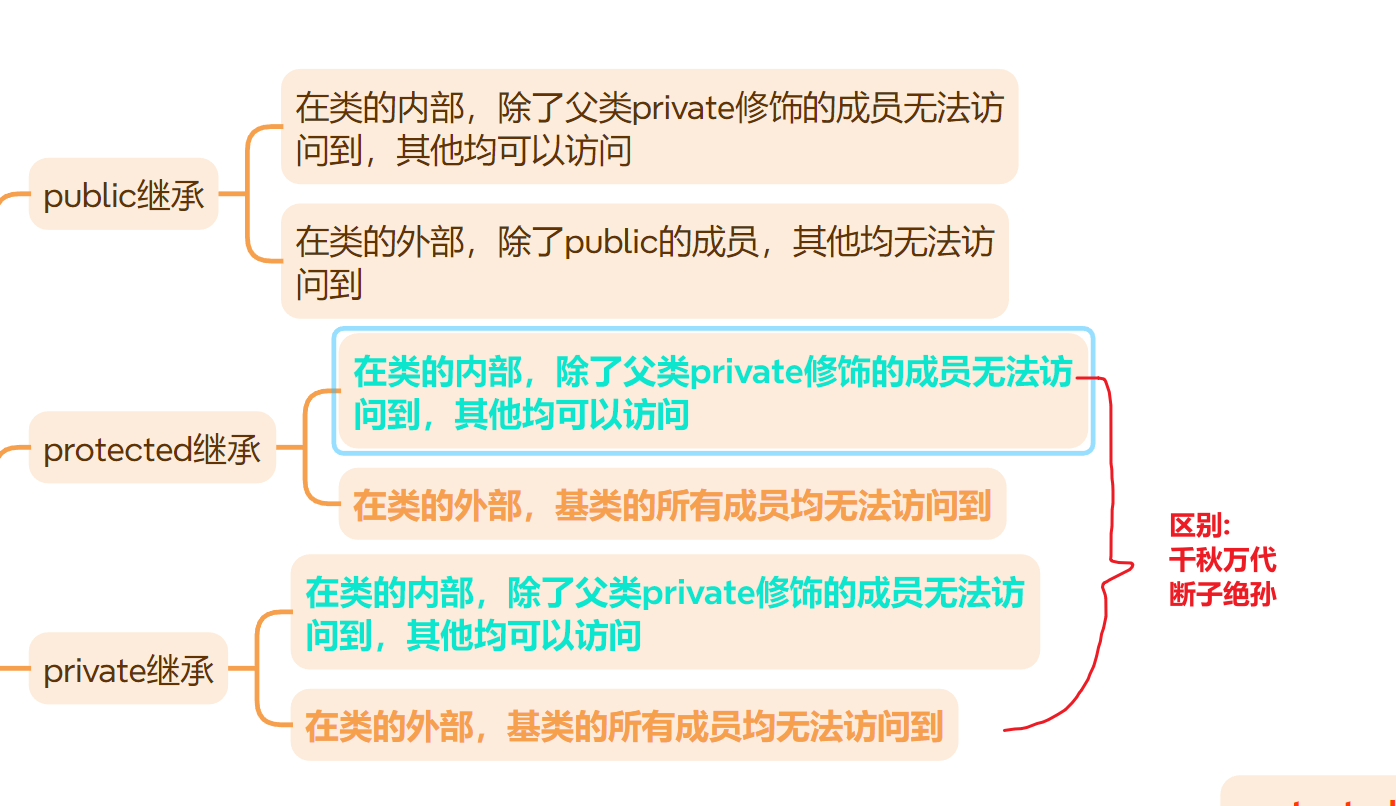 在类的内部，除了父类private修饰的成员无法访
问到，其他均可以访问
public继承
在类的外部，除了public的成员，其他均无法访
问到
在类的内部，除了父类private修饰的成员无法访
问到，其他均可以访问
protected继承
在类的外部，基类的所有成员均无法访问到
区别:
千秋万代
断子绝孙
在类的内部，除了父类private修饰的成员无法访
问到，其他均可以访问
private继承
在类的外部，基类的所有成员均无法访问到